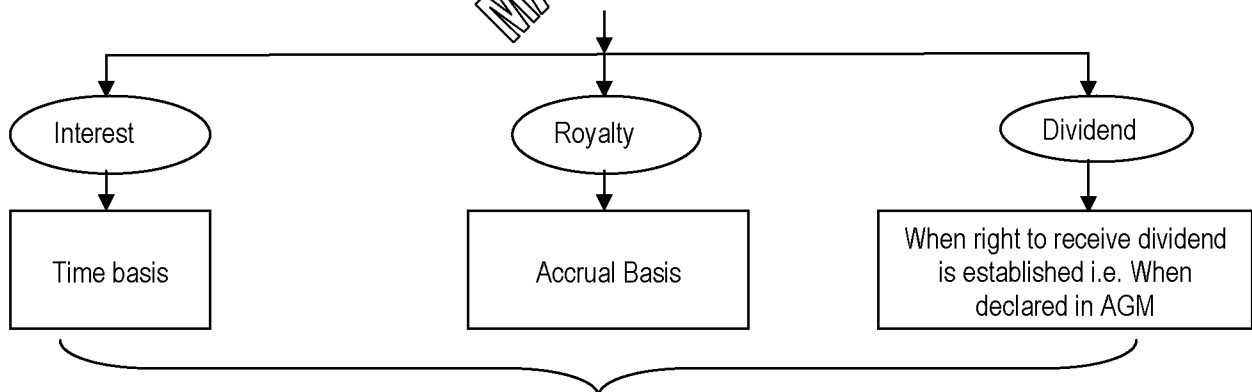 Interest
Royalty
Dividend
Time basis
Accrual Basis
When right to receive dividend
is established i.e. When
declared in AGM